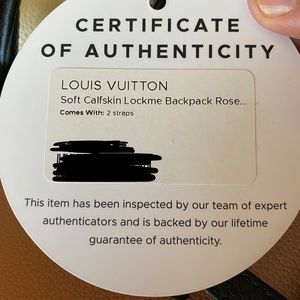 CERTIFICATE
OF AUTHENTICITY
LOUIS VUITTON
Soft Calfskin Lockme Backpack Rose...
Comes With: 2 straps
This item has been inspected by our team of expert
authenticators and is backed by our lifetime
guarantee of authenticity.